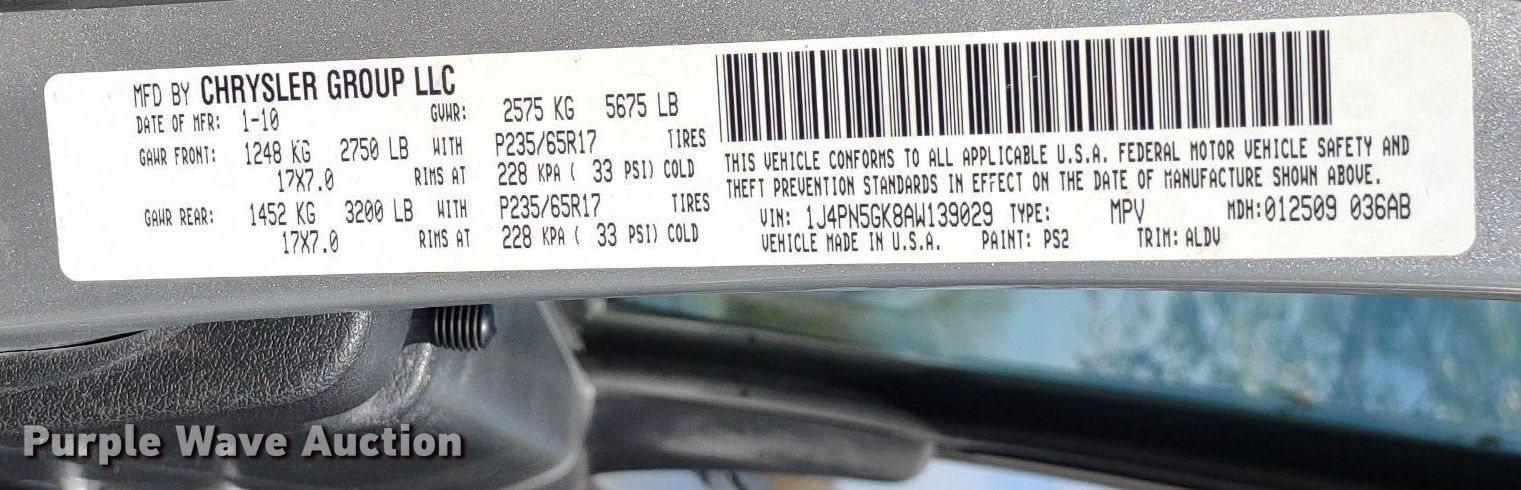 MFD BY CHRYSLER GROUP LLC
DATE OF MFR: 1-10 GVWR: 2575 KG 5675 LB
GAWR FRONT: 1248 KG 2750 LB WITH P235/65R17 TIRES
17X7.0 RIMS AT 228 KPA ( 33 PSI) COLD
GAWR REAR: 1452 KG 3200 LB WITH P235/65R17 TIRES
17X7.0 RIMS AT 228 KPA ( 33 PSI) COLD
THIS VEHICLE CONFORMS TO ALL APPLICABLE U.S.A. FEDERAL MOTOR VEHICLE SAFETY AND
THEFT PREVENTION STANDARDS IN EFFECT ON THE DATE OF MANUFACTURE SHOWN ABOVE.
VIN: 1J4PN5GK8AW139029 TYPE: MPV MDH:012509 036AB
VEHICLE MADE IN U.S.A. PAINT: PS2 TRIM: ALDV
Purple Wave Auction